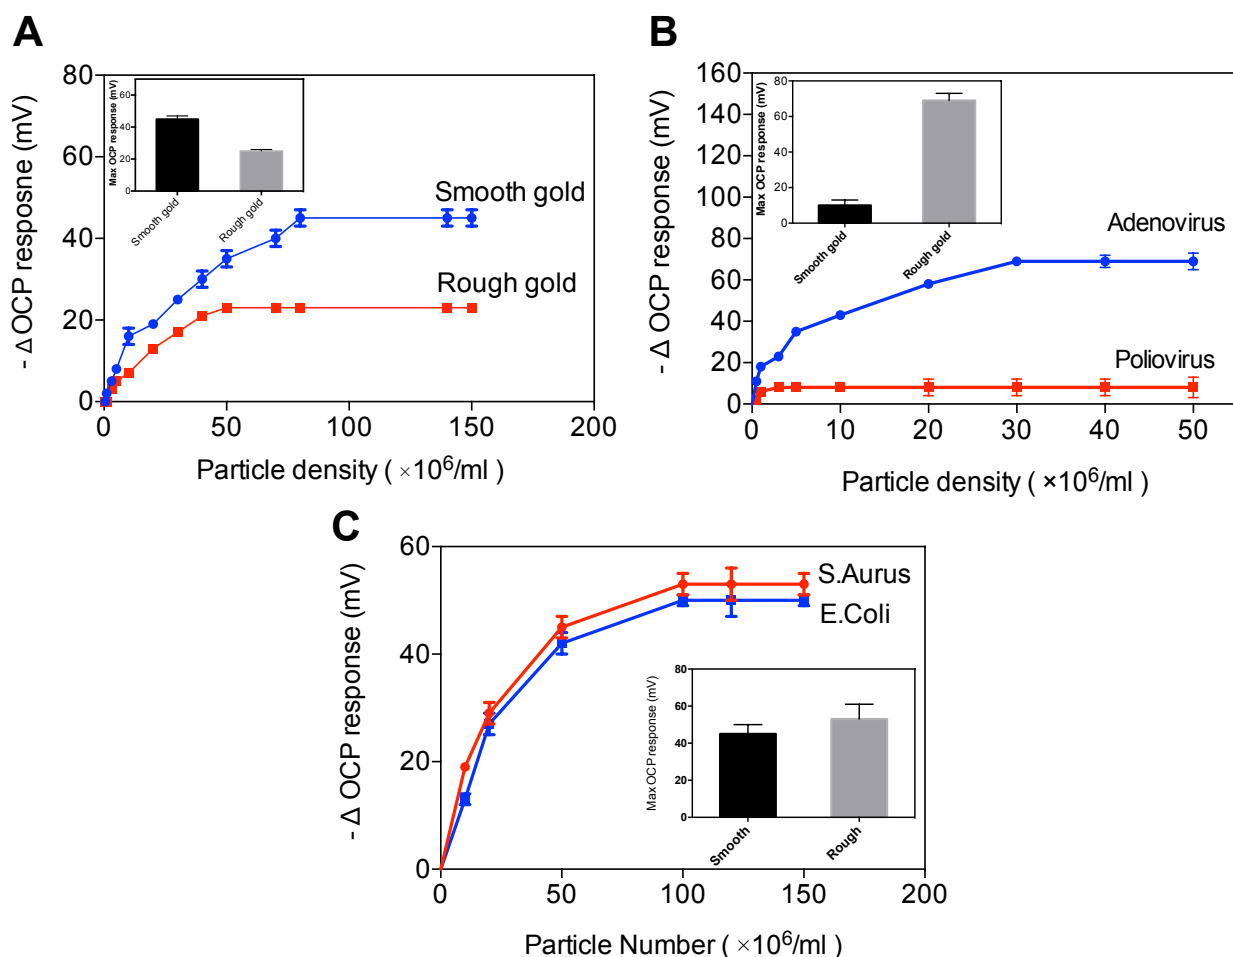 A
- Δ OCP resposne (mV)
80
60
40
20
0
0
50
100
150
200
Particle density ( ×10⁶/ml )
Smooth gold
Rough gold
Max OCP response (mV)
60
40
20
0
Smooth gold
Rough gold
B
- Δ OCP response (mV)
160
140
120
100
80
60
40
20
0
0
10
20
30
40
50
Particle density ( ×10⁶/ml )
Adenovirus
Poliovirus
Max OCP response (mV)
80
60
40
20
0
Smooth gold
Rough gold
C
- Δ OCP response (mV)
60
40
20
0
0
50
100
150
200
Particle Number ( ×10⁶/ml )
S.Aurus
E.Coli
Max OCP response (mV)
80
60
40
20
0
Smooth
Rough